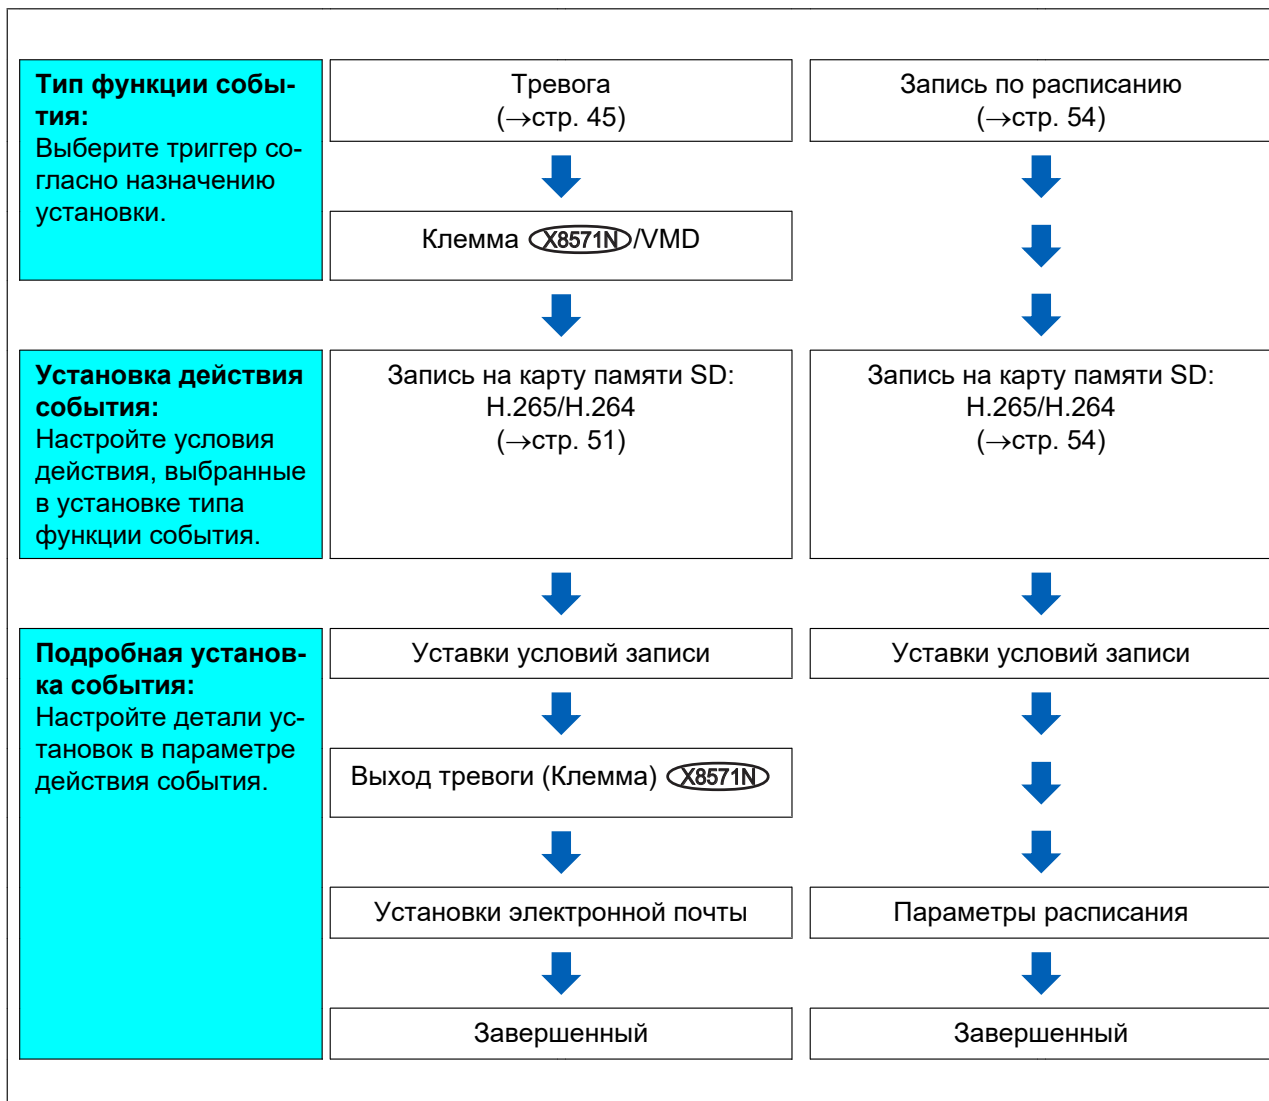 Тип функции собы-
тия:
Выберите триггер со-
гласно назначению
установки.
Тревога
(→стр. 45)
Запись по расписанию
(→стр. 54)
Клемма X8571N/VMD
Установка действия
события:
Настройте условия
действия, выбранные
в установке типа
функции события.
Запись на карту памяти SD:
H.265/H.264
(→стр. 51)
Запись на карту памяти SD:
H.265/H.264
(→стр. 54)
Подробная установ-
ка события:
Настройте детали ус-
тановок в параметре
действия события.
Уставки условий записи
Уставки условий записи
Выход тревоги (Клемма) X8571N
Установки электронной почты
Параметры расписания
Завершенный
Завершенный